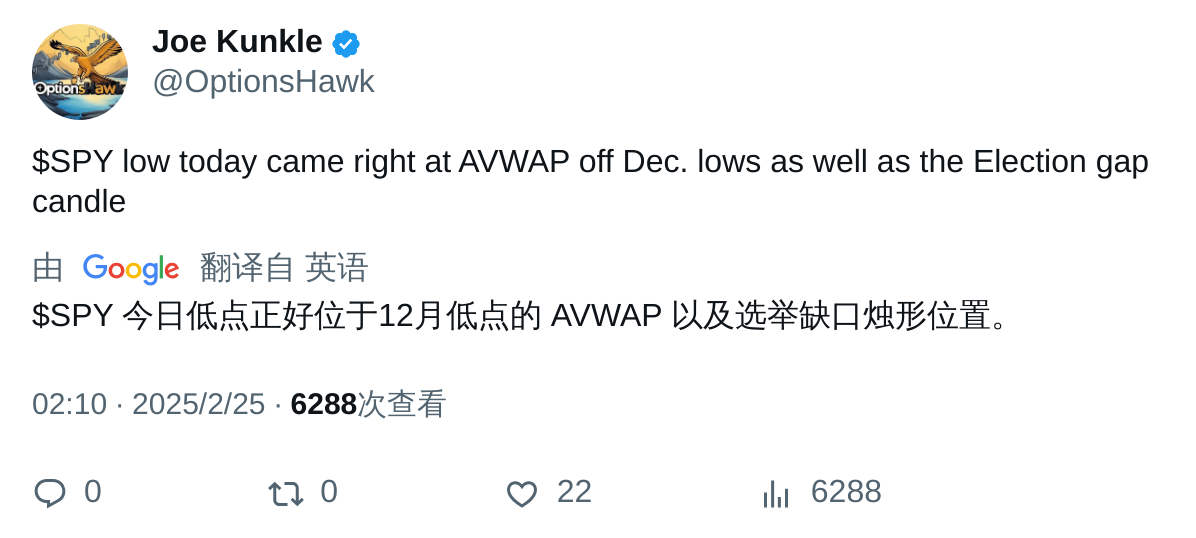 Joe Kunkle
@OptionsHawk
$SPY low today came right at AVWAP off Dec. lows as well as the Election gap
candle
由 Google 翻译自 英语
$SPY 今日低点正好位于12月低点的 AVWAP 以及选举缺口烛形位置。
02:10 · 2025/2/25 · 6288次查看
0 0 22 6288